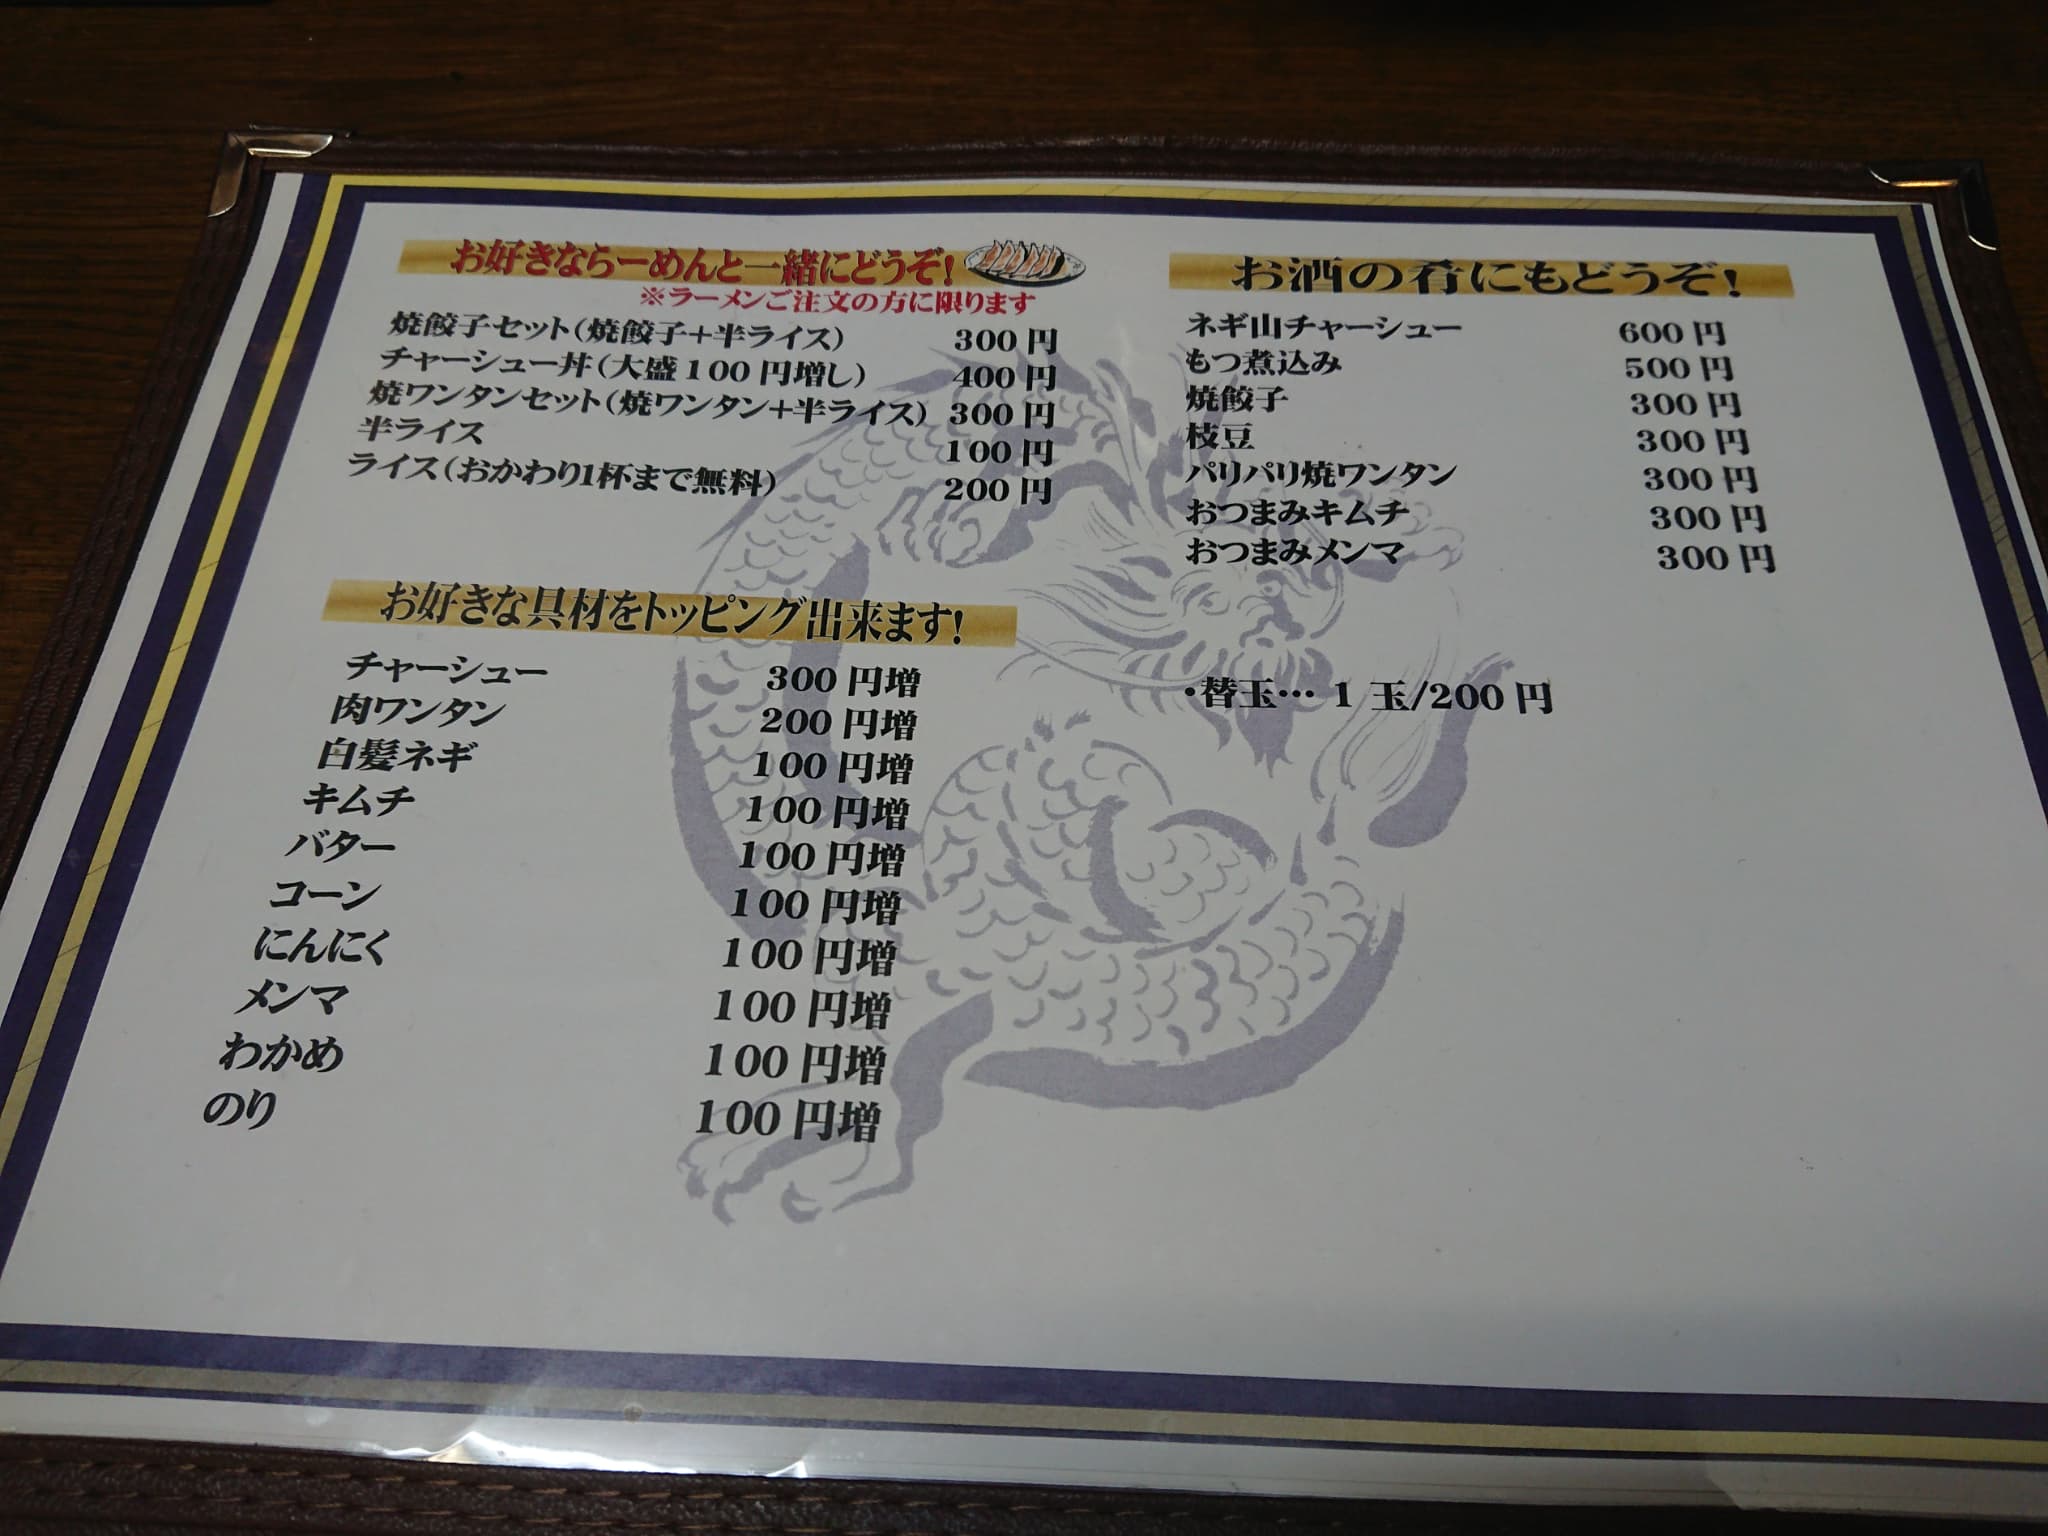 お好きならーめんと一緒にどうぞ!
※ラーメンご注文の方に限ります
焼餃子セット(焼餃子+半ライス) 300円
チャーシュー丼(大盛100円増し) 400円
焼ワンタンセット(焼ワンタン+半ライス) 300円
半ライス 100円
ライス(おかわり1杯まで無料) 200円
お好きな具材をトッピング出来ます!
チャーシュー 300円増
肉ワンタン 200円増
白髪ネギ 100円増
キムチ 100円増
バター 100円増
コーン 100円増
にんにく 100円増
メンマ 100円増
わかめ 100円増
のり 100円増
お酒の肴にもどうぞ!
ネギ山チャーシュー 600円
もつ煮込み 500円
焼餃子 300円
枝豆 300円
パリパリ焼ワンタン 300円
おつまみキムチ 300円
おつまみメンマ 300円
・替玉…1玉/200円